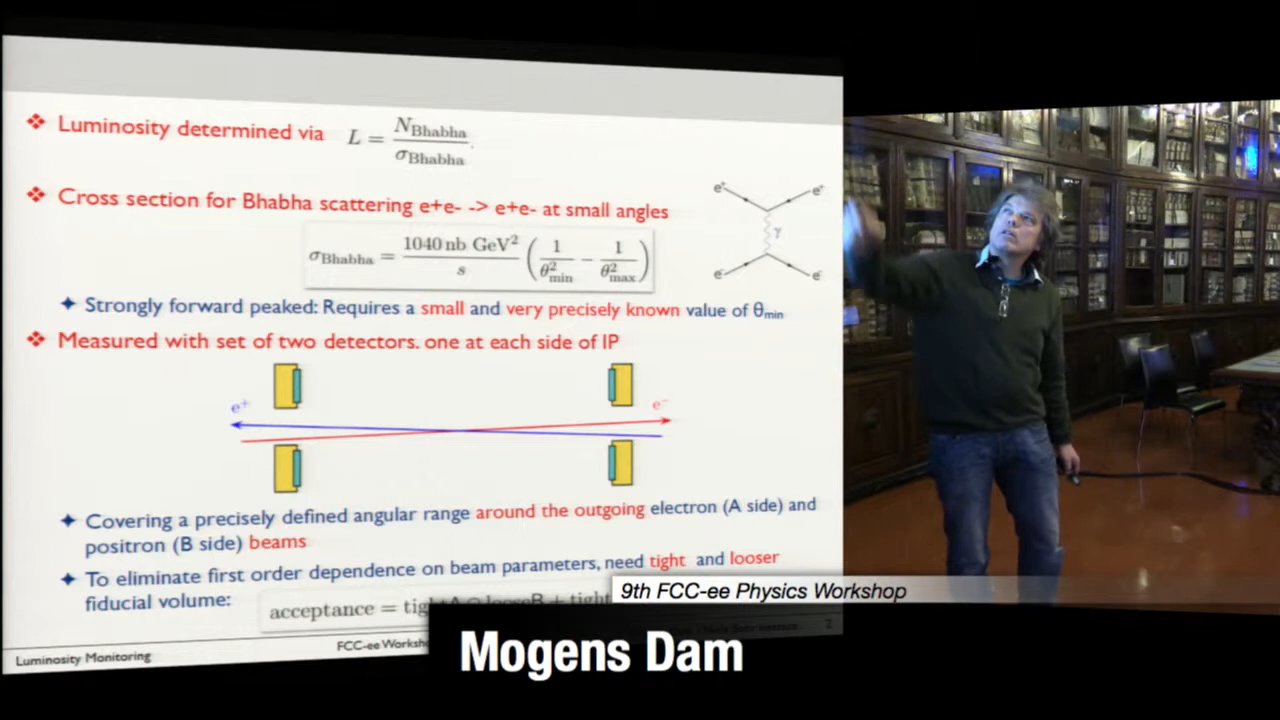 ❖ Luminosity determined via L = N_Bhabha / σ_Bhabha .
❖ Cross section for Bhabha scattering e+e- -> e+e- at small angles
σ_Bhabha = 1040 nb GeV² / s ( 1 / θ²_min − 1 / θ²_max )
e⁺ e⁺
γ
e⁻ e⁻
✦ Strongly forward peaked: Requires a small and very precisely known value of θ_min
❖ Measured with set of two detectors. one at each side of IP
e⁺ e⁻
✦ Covering a precisely defined angular range around the outgoing electron (A side) and
positron (B side) beams
✦ To eliminate first order dependence on beam parameters, need tight and looser
fiducial volume:
acceptance =
9th FCC-ee Physics Workshop
Mogens Dam
Luminosity Monitoring
FCC-ee
2